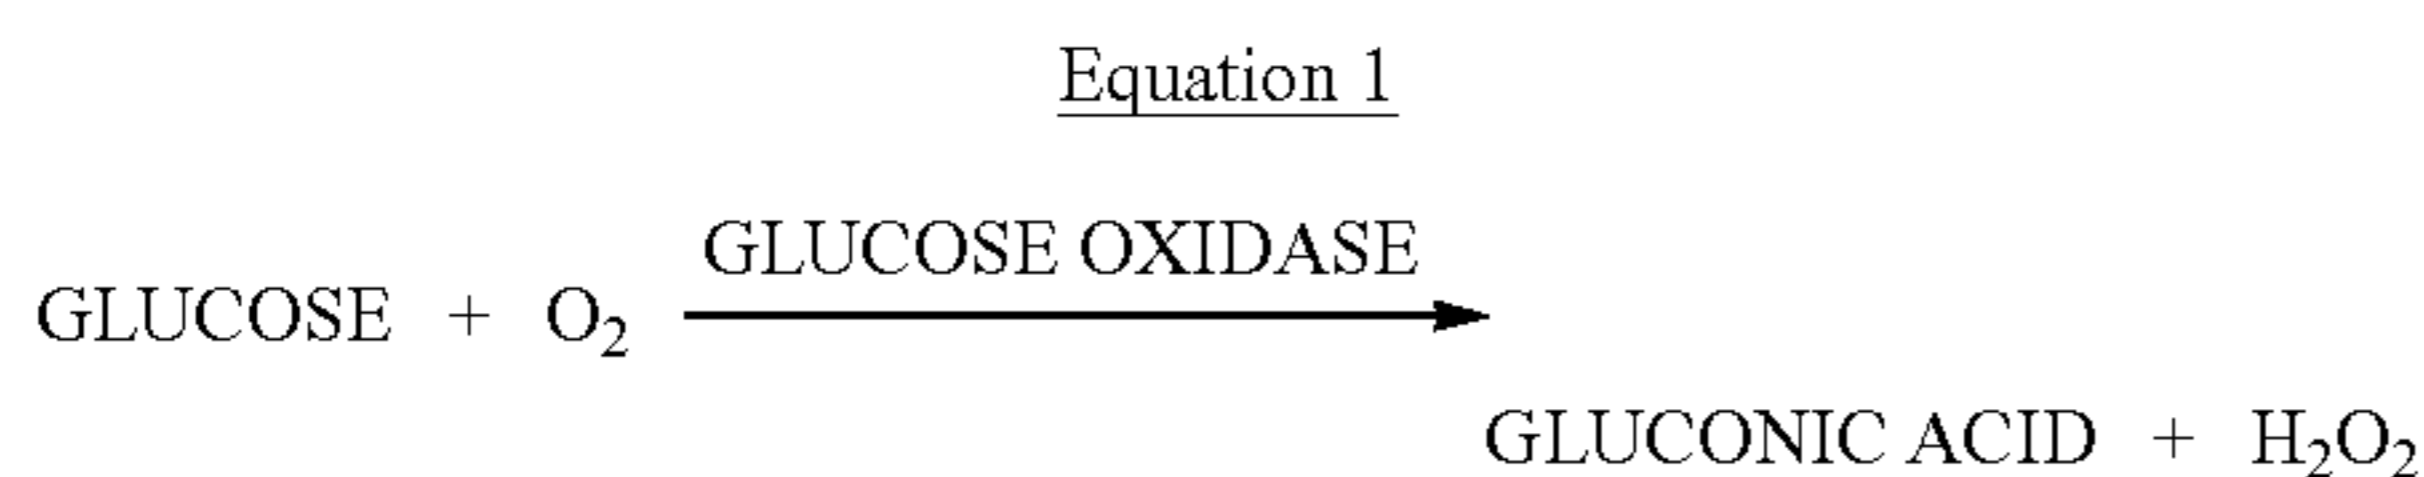 Equation 1
GLUCOSE OXIDASE
GLUCOSE + O₂
GLUCONIC ACID + H₂O₂